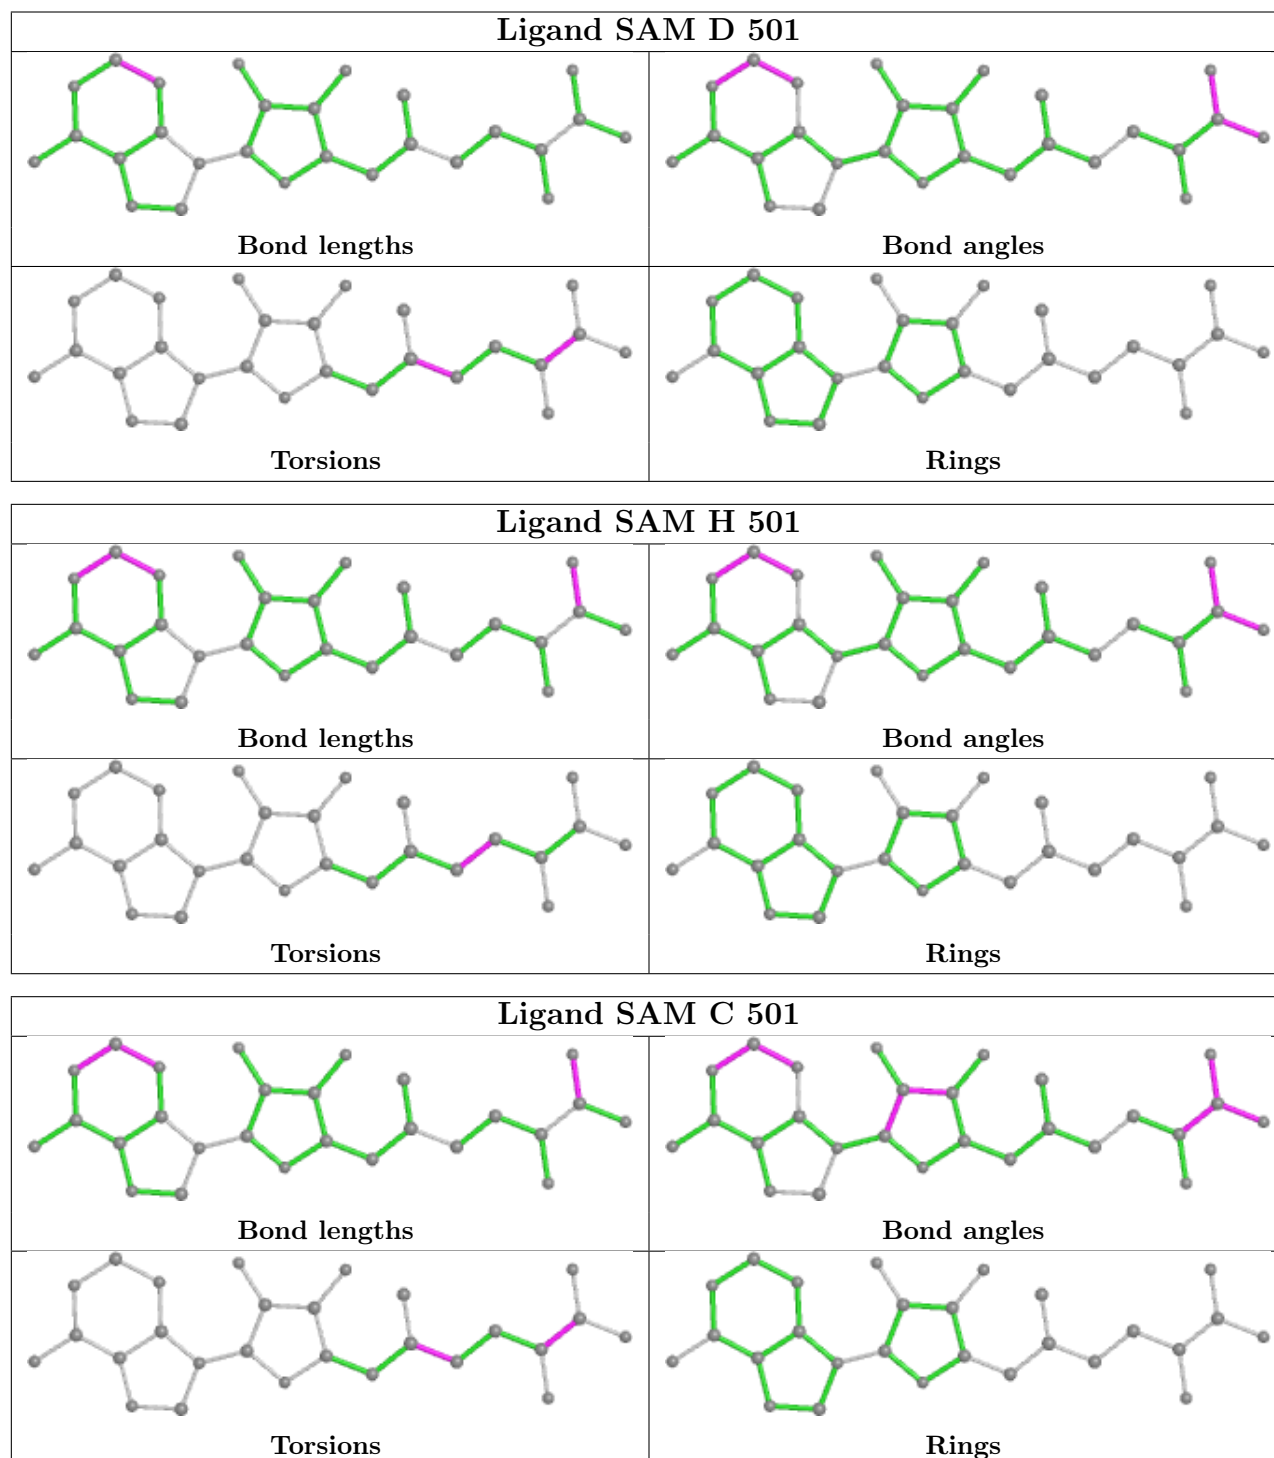 Ligand SAM D 501
Bond lengths
Bond angles
Torsions
Rings
Ligand SAM H 501
Bond lengths
Bond angles
Torsions
Rings
Ligand SAM C 501
Bond lengths
Bond angles
Torsions
Rings